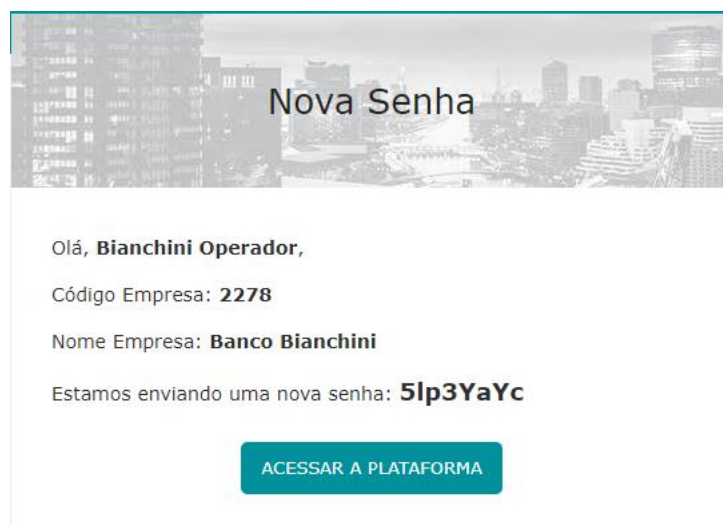 Nova Senha
Olá, Bianchini Operador,
Código Empresa: 2278
Nome Empresa: Banco Bianchini
Estamos enviando uma nova senha: 5lp3YaYc
ACESSAR A PLATAFORMA